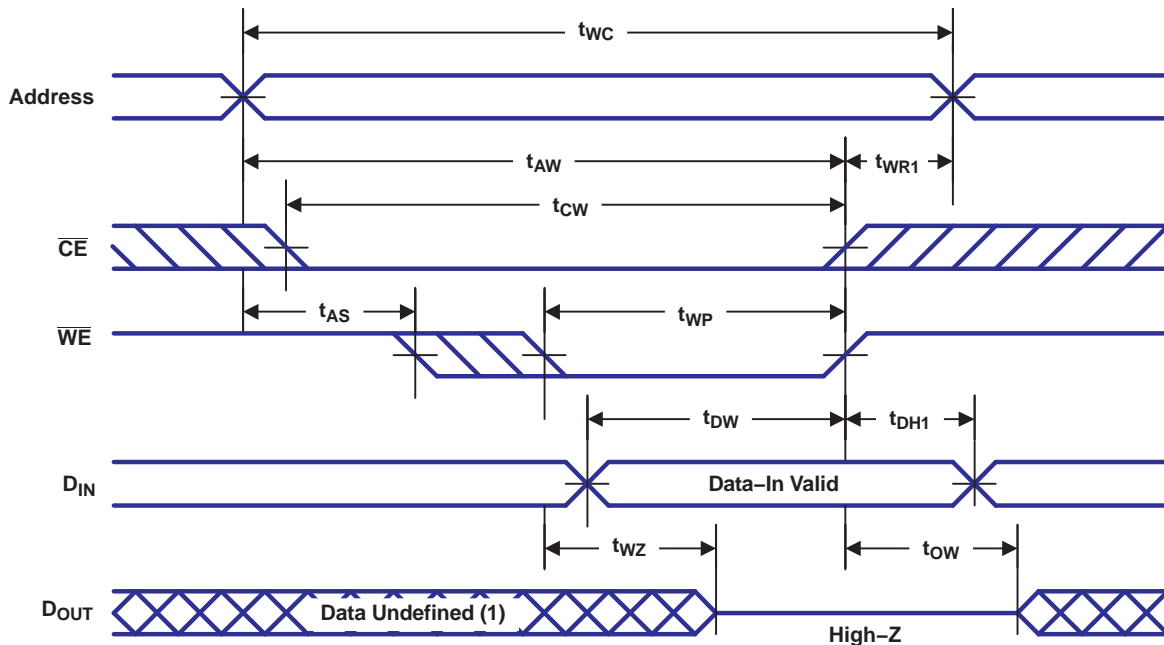 tWC
Address
tAW
tWR1
tCW
CE
tAS
tWP
WE
tDW
tDH1
DIN
Data–In Valid
tWZ
tOW
DOUT
Data Undefined (1)
High–Z